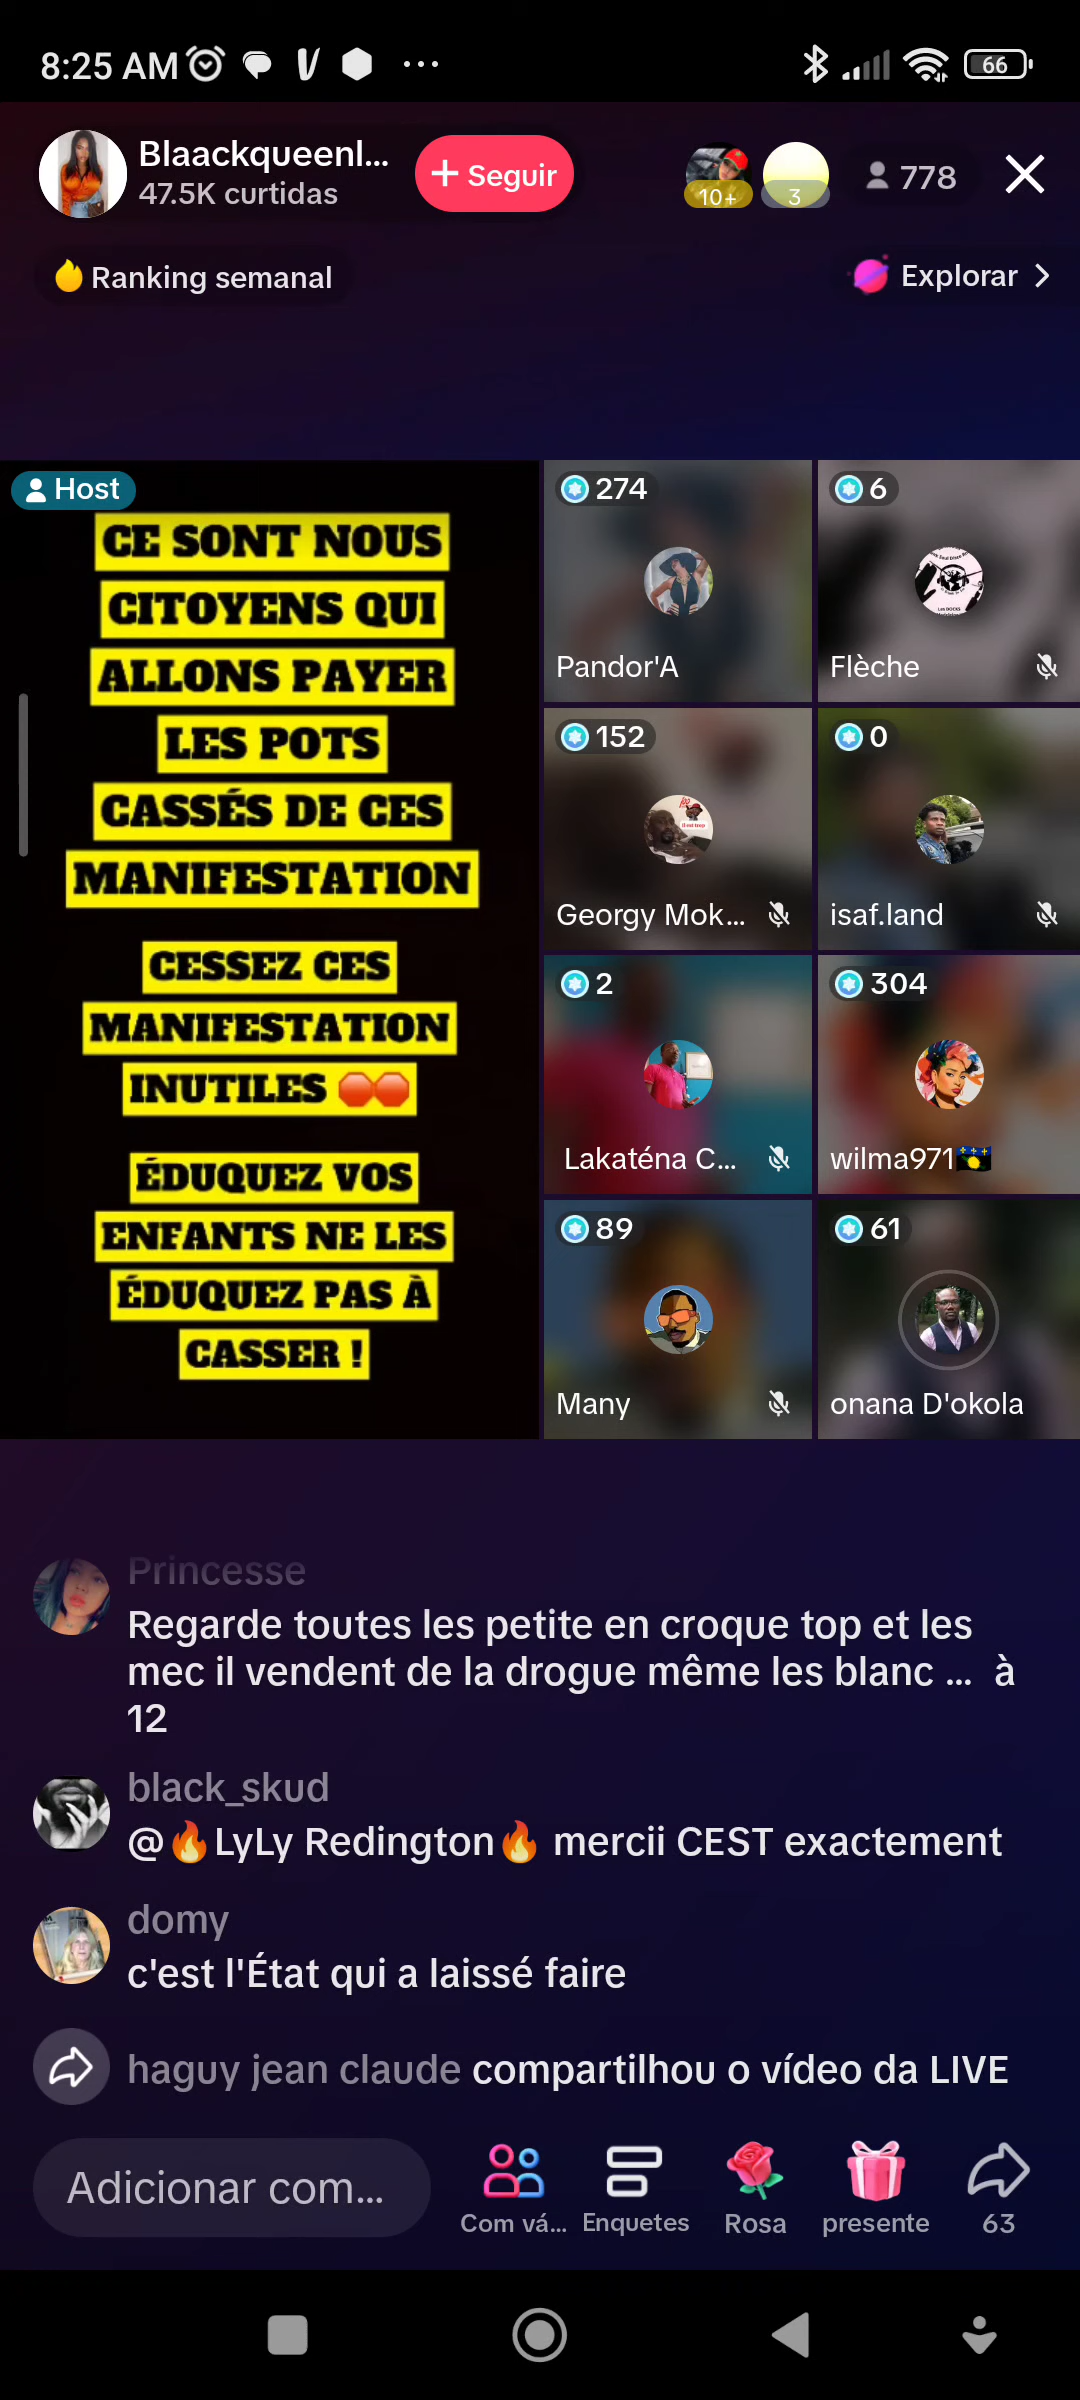 8:25 AM
66
Blaackqueenl...
47.5K curtidas
+ Seguir
10+
3
778
Ranking semanal
Explorar >
Host
CE SONT NOUS
CITOYENS QUI
ALLONS PAYER
LES POTS
CASSÉS DE CES
MANIFESTATION
CESSEZ CES
MANIFESTATION
INUTILES 🛑🛑
ÉDUQUEZ VOS
ENFANTS NE LES
ÉDUQUEZ PAS À
CASSER !
274
Pandor'A
6
Flèche
152
Georgy Mok...
0
isaf.land
2
Lakaténa C...
304
wilma971🇬🇵
89
Many
61
onana D'okola
Princesse
Regarde toutes les petite en croque top et les
mec il vendent de la drogue même les blanc ... à
12
black_skud
@🔥LyLy Redington🔥 mercii CEST exactement
domy
c'est l'État qui a laissé faire
haguy jean claude compartilhou o vídeo da LIVE
Adicionar com...
Com vá...
Enquetes
Rosa
presente
63